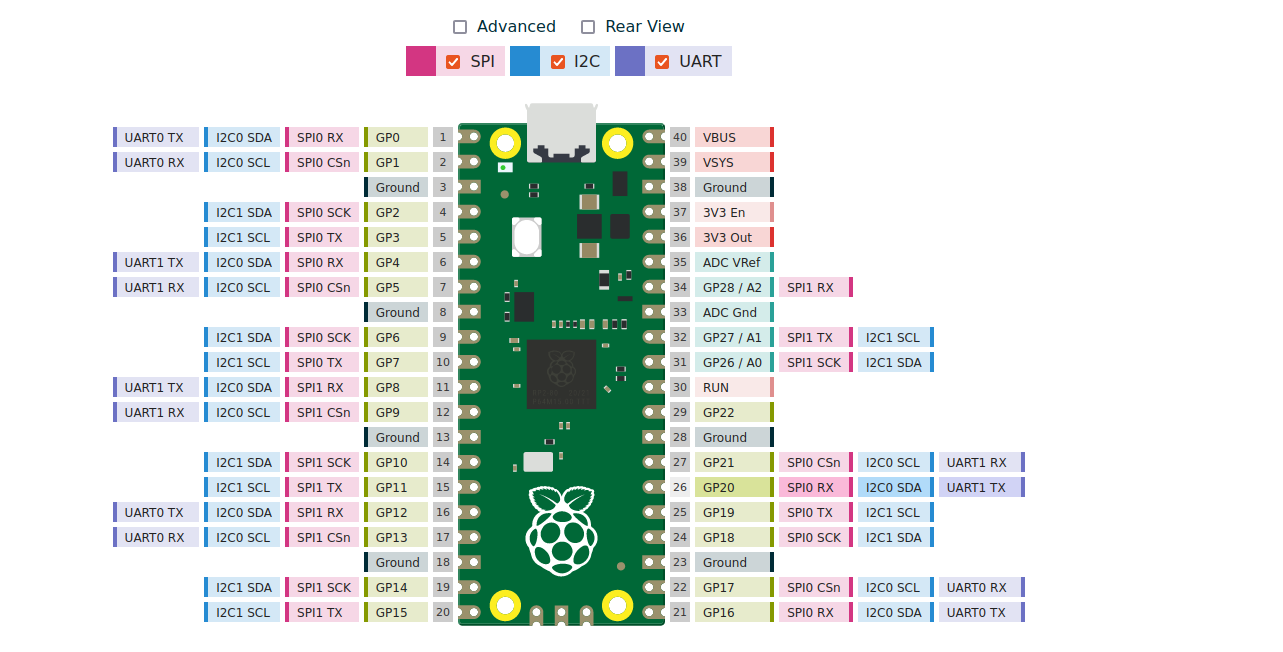 Advanced Rear View
SPI I2C UART
UART0 TX I2C0 SDA SPI0 RX GP0 1 40 VBUS
UART0 RX I2C0 SCL SPI0 CSn GP1 2 39 VSYS
Ground 3 38 Ground
I2C1 SDA SPI0 SCK GP2 4 37 3V3 En
I2C1 SCL SPI0 TX GP3 5 36 3V3 Out
UART1 TX I2C0 SDA SPI0 RX GP4 6 35 ADC VRef
UART1 RX I2C0 SCL SPI0 CSn GP5 7 34 GP28 / A2 SPI1 RX
Ground 8 33 ADC Gnd
I2C1 SDA SPI0 SCK GP6 9 32 GP27 / A1 SPI1 TX I2C1 SCL
I2C1 SCL SPI0 TX GP7 10 31 GP26 / A0 SPI1 SCK I2C1 SDA
UART1 TX I2C0 SDA SPI1 RX GP8 11 30 RUN
UART1 RX I2C0 SCL SPI1 CSn GP9 12 29 GP22
Ground 13 28 Ground
I2C1 SDA SPI1 SCK GP10 14 27 GP21 SPI0 CSn I2C0 SCL UART1 RX
I2C1 SCL SPI1 TX GP11 15 26 GP20 SPI0 RX I2C0 SDA UART1 TX
UART0 TX I2C0 SDA SPI1 RX GP12 16 25 GP19 SPI0 TX I2C1 SCL
UART0 RX I2C0 SCL SPI1 CSn GP13 17 24 GP18 SPI0 SCK I2C1 SDA
Ground 18 23 Ground
I2C1 SDA SPI1 SCK GP14 19 22 GP17 SPI0 CSn I2C0 SCL UART0 RX
I2C1 SCL SPI1 TX GP15 20 21 GP16 SPI0 RX I2C0 SDA UART0 TX